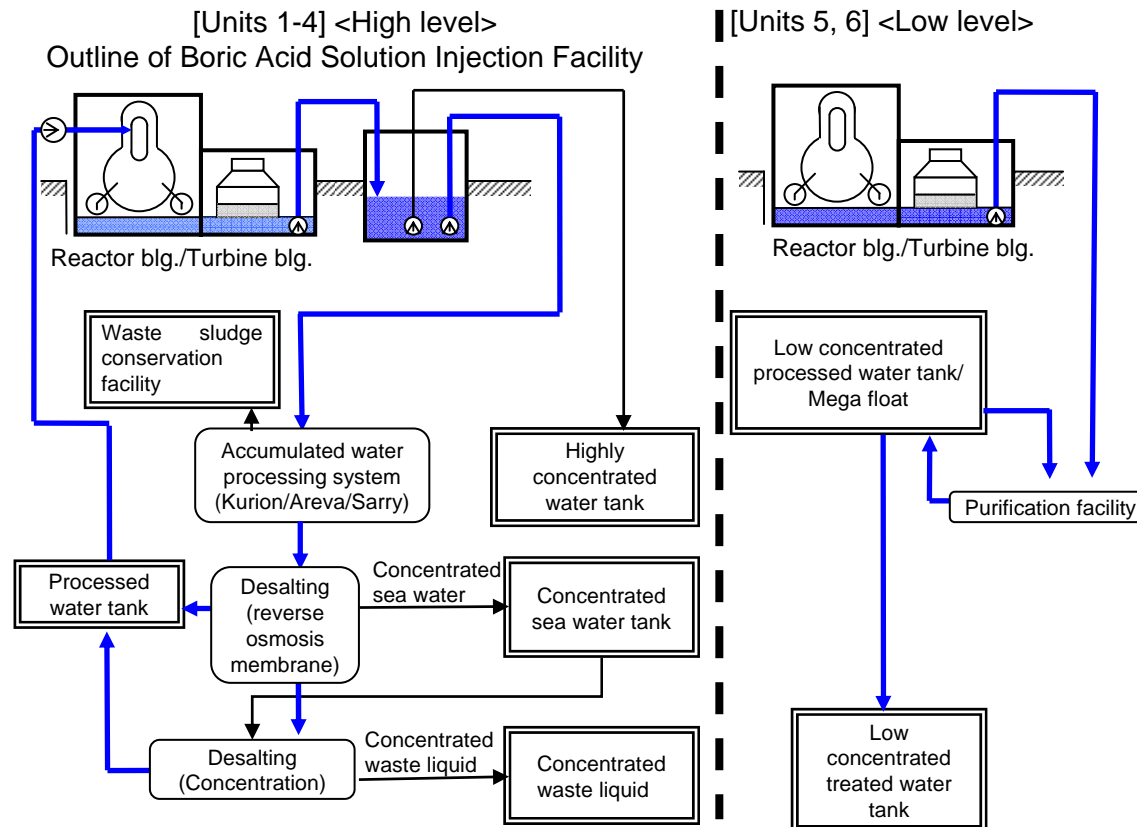 [Units 1-4] <High level>
Outline of Boric Acid Solution Injection Facility
Reactor blg./Turbine blg.
Waste sludge
conservation
facility
Accumulated water
processing system
(Kurion/Areva/Sarry)
Highly
concentrated
water tank
Processed
water tank
Desalting
(reverse
osmosis
membrane)
Concentrated
sea water
Concentrated
sea water tank
Desalting
(Concentration)
Concentrated
waste liquid
Concentrated
waste liquid
[Units 5, 6] <Low level>
Reactor blg./Turbine blg.
Low concentrated
processed water tank/
Mega float
Purification facility
Low
concentrated
treated water
tank